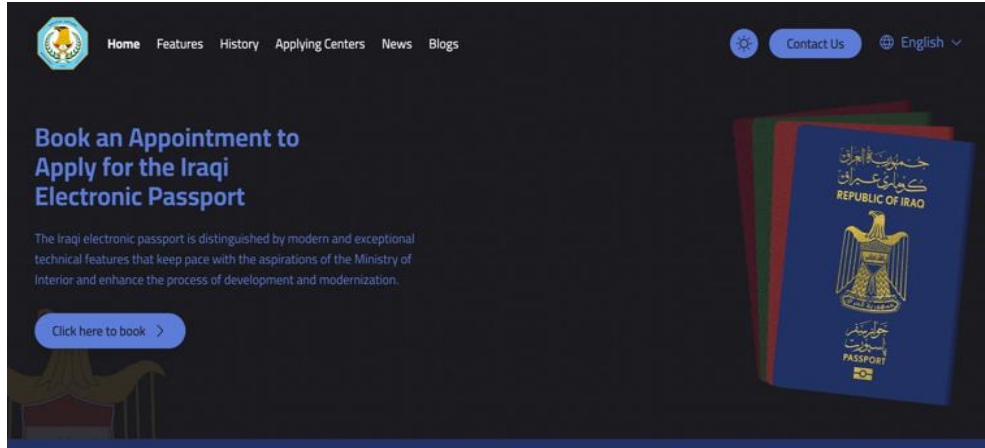 Home Features History Applying Centers News Blogs
Contact Us
English
Book an Appointment to
Apply for the Iraqi
Electronic Passport
The Iraqi electronic passport is distinguished by modern and exceptional
technical features that keep pace with the aspirations of the Ministry of
Interior and enhance the process of development and modernization.
Click here to book
جمهورية العراق
كۆماری عیراق
REPUBLIC OF IRAQ
جواز سفر
پاسپورت
PASSPORT